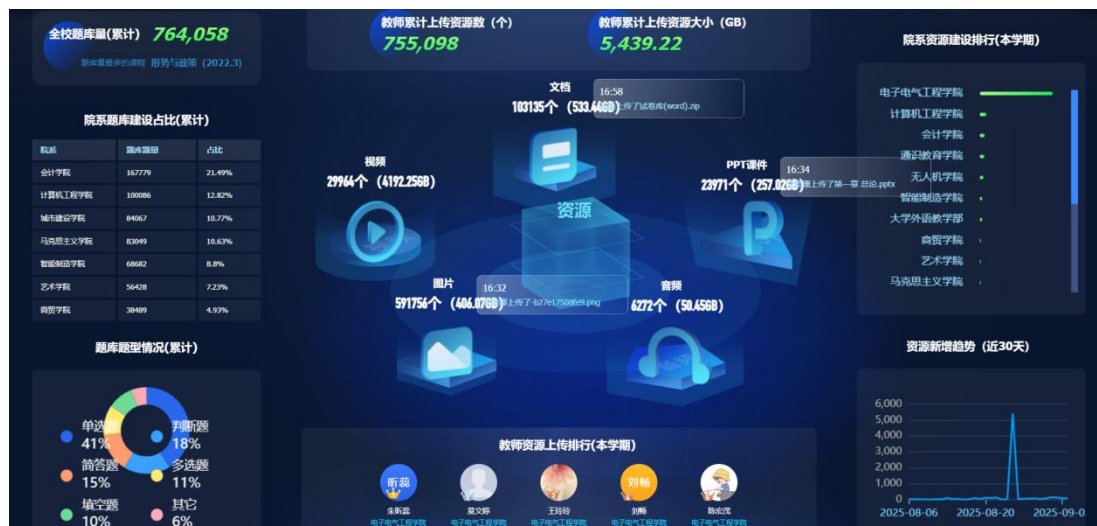 全校题库量(累计) 764,058
题库量最多的课程 形势与政策 (2022.3)
教师累计上传资源数（个）
755,098
教师累计上传资源大小（GB）
5,439.22
院系资源建设排行(本学期)
电子电气工程学院
计算机工程学院
会计学院
通识教育学院
无人机学院
智能制造学院
大学外语教学部
商贸学院
艺术学院
马克思主义学院
院系题库建设占比(累计)
院系 题库题量 占比
会计学院 167779 21.49%
计算机工程学院 100086 12.82%
城市建设学院 84067 10.77%
马克思主义学院 83049 10.63%
智能制造学院 68682 8.8%
艺术学院 56428 7.23%
商贸学院 38489 4.93%
文档
103135个（533.44GB）
16:58
上传了试卷库(word).zip
视频
29964个（4192.25GB）
PPT课件
23971个（257.02GB）
16:34
上传了第一章 总论.pptx
资源
图片
591756个（406.07GB）
16:32
上传了-b27e17508fe9.png
音频
6272个（50.45GB）
题库题型情况(累计)
单选题 41%
判断题 18%
简答题 15%
多选题 11%
填空题 10%
其它 6%
教师资源上传排行(本学期)
昕蕊
刘畅
朱昕蕊
莫文婷
王玲玲
刘畅
陈宏茂
电子电气工程学院
电子电气工程学院
电子电气工程学院
电子电气工程学院
电子电气工程学院
资源新增趋势（近30天）
6,000
5,000
4,000
3,000
2,000
1,000
0
2025-08-06 2025-08-20 2025-09-0